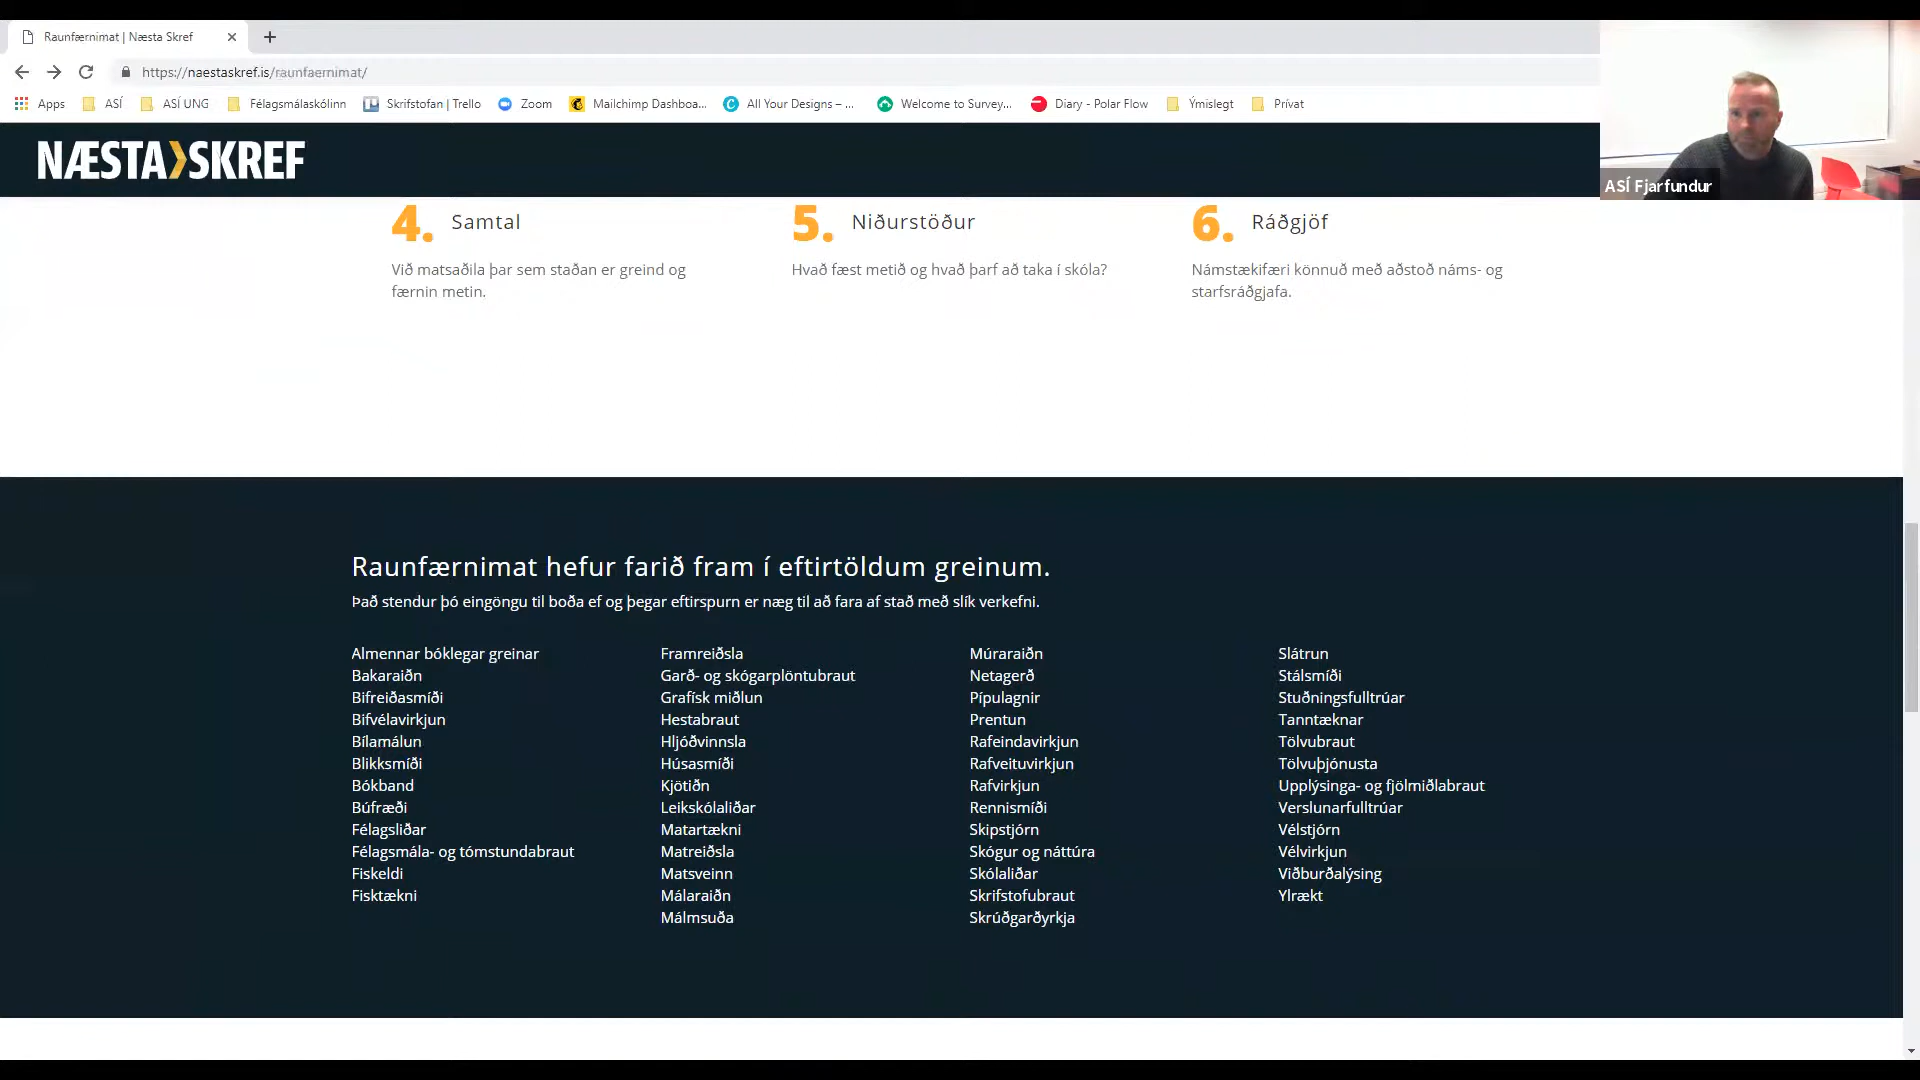 Raunfærnimat | Næsta Skref
https://naestaskref.is/raunfaernimat/
Apps ASÍ ASÍ UNG Félagsmálaskólinn Skrifstofan | Trello Zoom Mailchimp Dashboa... All Your Designs – ... Welcome to Survey... Diary - Polar Flow Ýmislegt Prívat
NÆSTA SKREF
ASÍ Fjarfundur
4. Samtal
Við matsaðila þar sem staðan er greind og
færnin metin.
5. Niðurstöður
Hvað fæst metið og hvað þarf að taka í skóla?
6. Ráðgjöf
Námstækifæri könnuð með aðstoð náms- og
starfsráðgjafa.
Raunfærnimat hefur farið fram í eftirtöldum greinum.
Það stendur þó eingöngu til boða ef og þegar eftirspurn er næg til að fara af stað með slík verkefni.
Almennar bóklegar greinar
Bakaraiðn
Bifreiðasmíði
Bifvélavirkjun
Bílamálun
Blikksmíði
Bókband
Búfræði
Félagsliðar
Félagsmála- og tómstundabraut
Fiskeldi
Fisktækni
Framreiðsla
Garð- og skógarplöntubraut
Grafísk miðlun
Hestabraut
Hljóðvinnsla
Húsasmíði
Kjötiðn
Leikskólaliðar
Matartækni
Matreiðsla
Matsveinn
Málaraiðn
Málmsuða
Múraraiðn
Netagerð
Pípulagnir
Prentun
Rafeindavirkjun
Rafveituvirkjun
Rafvirkjun
Rennismíði
Skipstjórn
Skógur og náttúra
Skólaliðar
Skrifstofubraut
Skrúðgarðyrkja
Slátrun
Stálsmíði
Stuðningsfulltrúar
Tanntæknar
Tölvubraut
Tölvuþjónusta
Upplýsinga- og fjölmiðlabraut
Verslunarfulltrúar
Vélstjórn
Vélvirkjun
Viðburðalýsing
Ylrækt